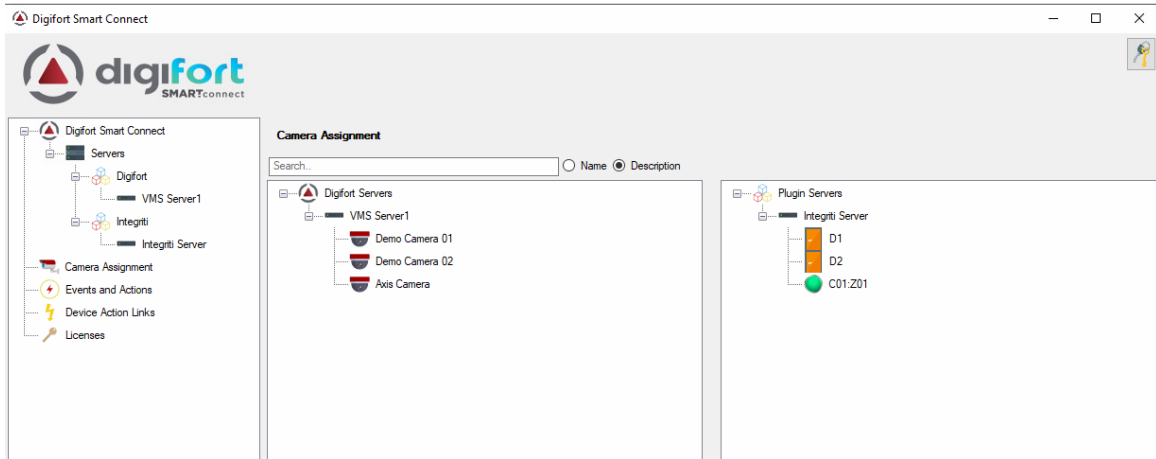 Digifort Smart Connect
digifort
SMARTconnect
Digifort Smart Connect
Servers
Digifort
VMS Server1
Integriti
Integriti Server
Camera Assignment
Events and Actions
Device Action Links
Licenses
Camera Assignment
Search..
Name
Description
Digifort Servers
VMS Server1
Demo Camera 01
Demo Camera 02
Axis Camera
Plugin Servers
Integriti Server
D1
D2
C01:Z01